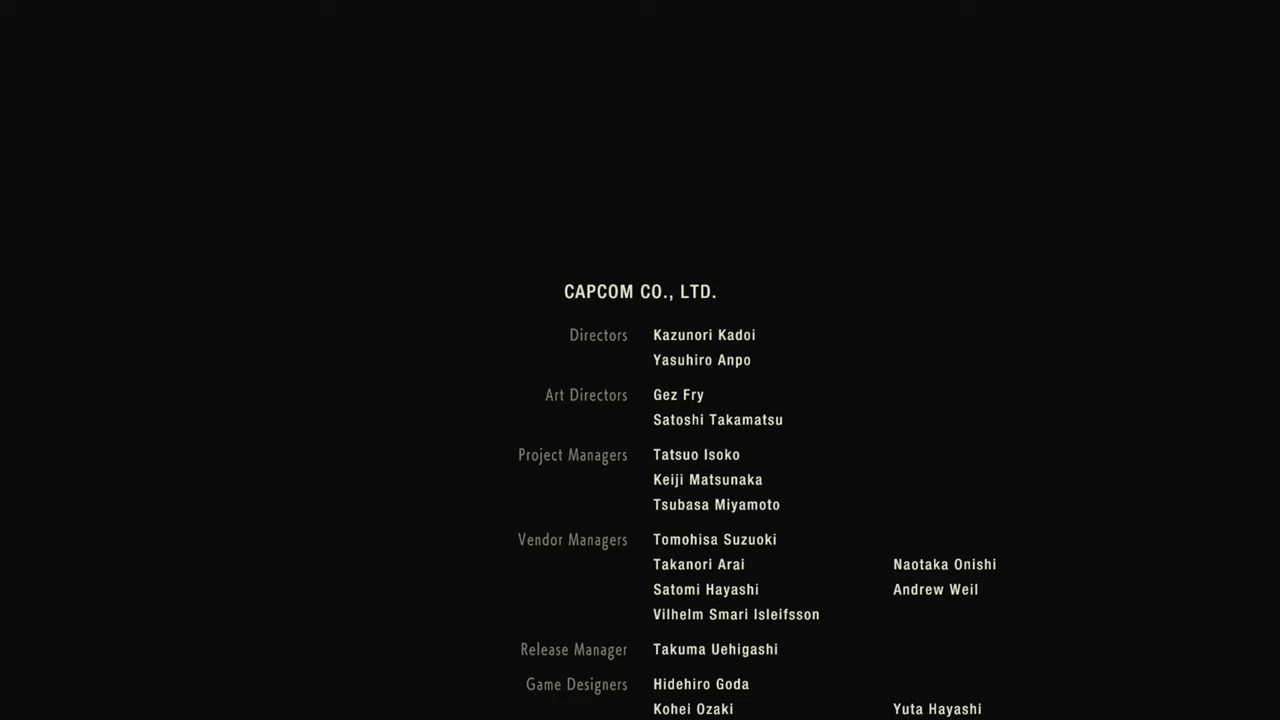 CAPCOM CO., LTD.
Directors Kazunori Kadoi
Yasuhiro Anpo
Art Directors Gez Fry
Satoshi Takamatsu
Project Managers Tatsuo Isoko
Keiji Matsunaka
Tsubasa Miyamoto
Vendor Managers Tomohisa Suzuoki
Takanori Arai Naotaka Onishi
Satomi Hayashi Andrew Weil
Vilhelm Smari Isleifsson
Release Manager Takuma Uehigashi
Game Designers Hidehiro Goda
Kohei Ozaki Yuta Hayashi